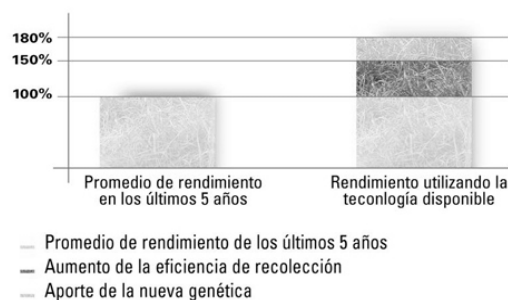 180%
150%
100%
Promedio de rendimiento
en los últimos 5 años
Rendimiento utilizando la
teconlogía disponible
Promedio de rendimiento de los últimos 5 años
Aumento de la eficiencia de recolección
Aporte de la nueva genética